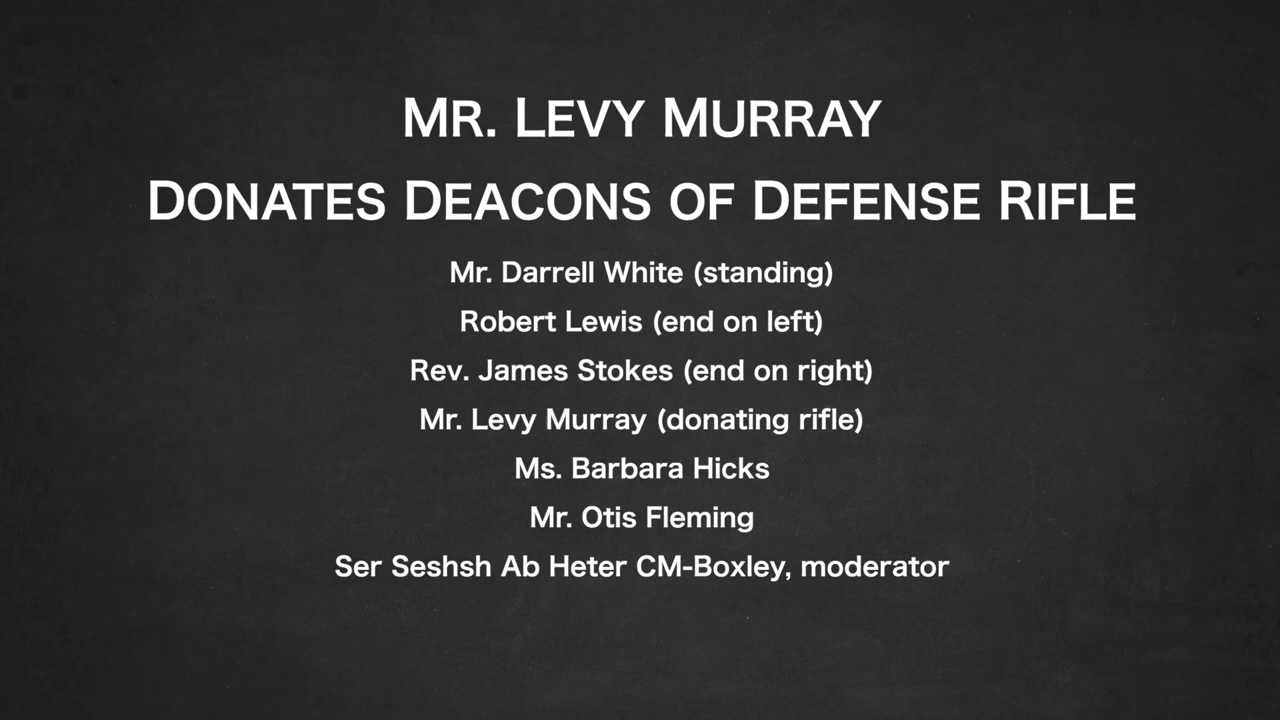 MR. LEVY MURRAY
DONATES DEACONS OF DEFENSE RIFLE
Mr. Darrell White (standing)
Robert Lewis (end on left)
Rev. James Stokes (end on right)
Mr. Levy Murray (donating rifle)
Ms. Barbara Hicks
Mr. Otis Fleming
Ser Seshsh Ab Heter CM-Boxley, moderator